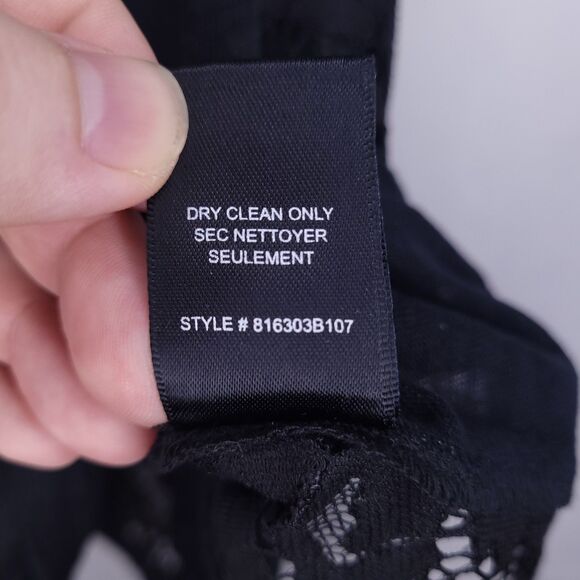 DRY CLEAN ONLY
SEC NETTOYER
SEULEMENT
STYLE # 816303B107